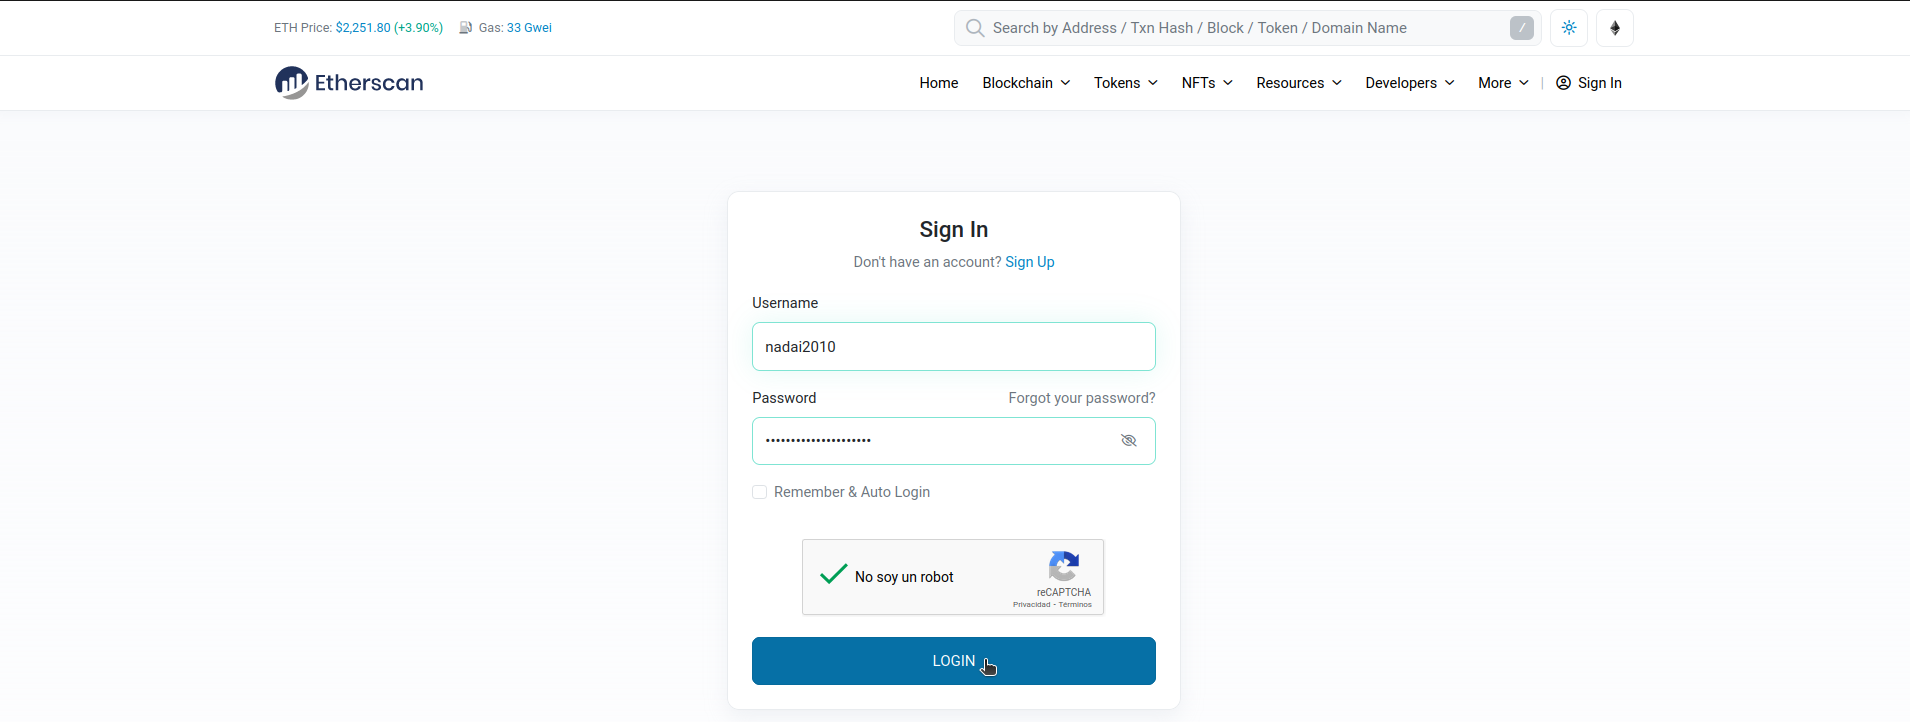 ETH Price: $2,251.80 (+3.90%) Gas: 33 Gwei
Search by Address / Txn Hash / Block / Token / Domain Name /
Etherscan
Home Blockchain Tokens NFTs Resources Developers More | Sign In
Sign In
Don't have an account? Sign Up
Username
nadai2010
Password Forgot your password?
•••••••••••••••••••••
Remember & Auto Login
No soy un robot
reCAPTCHA
Privacidad - Términos
LOGIN